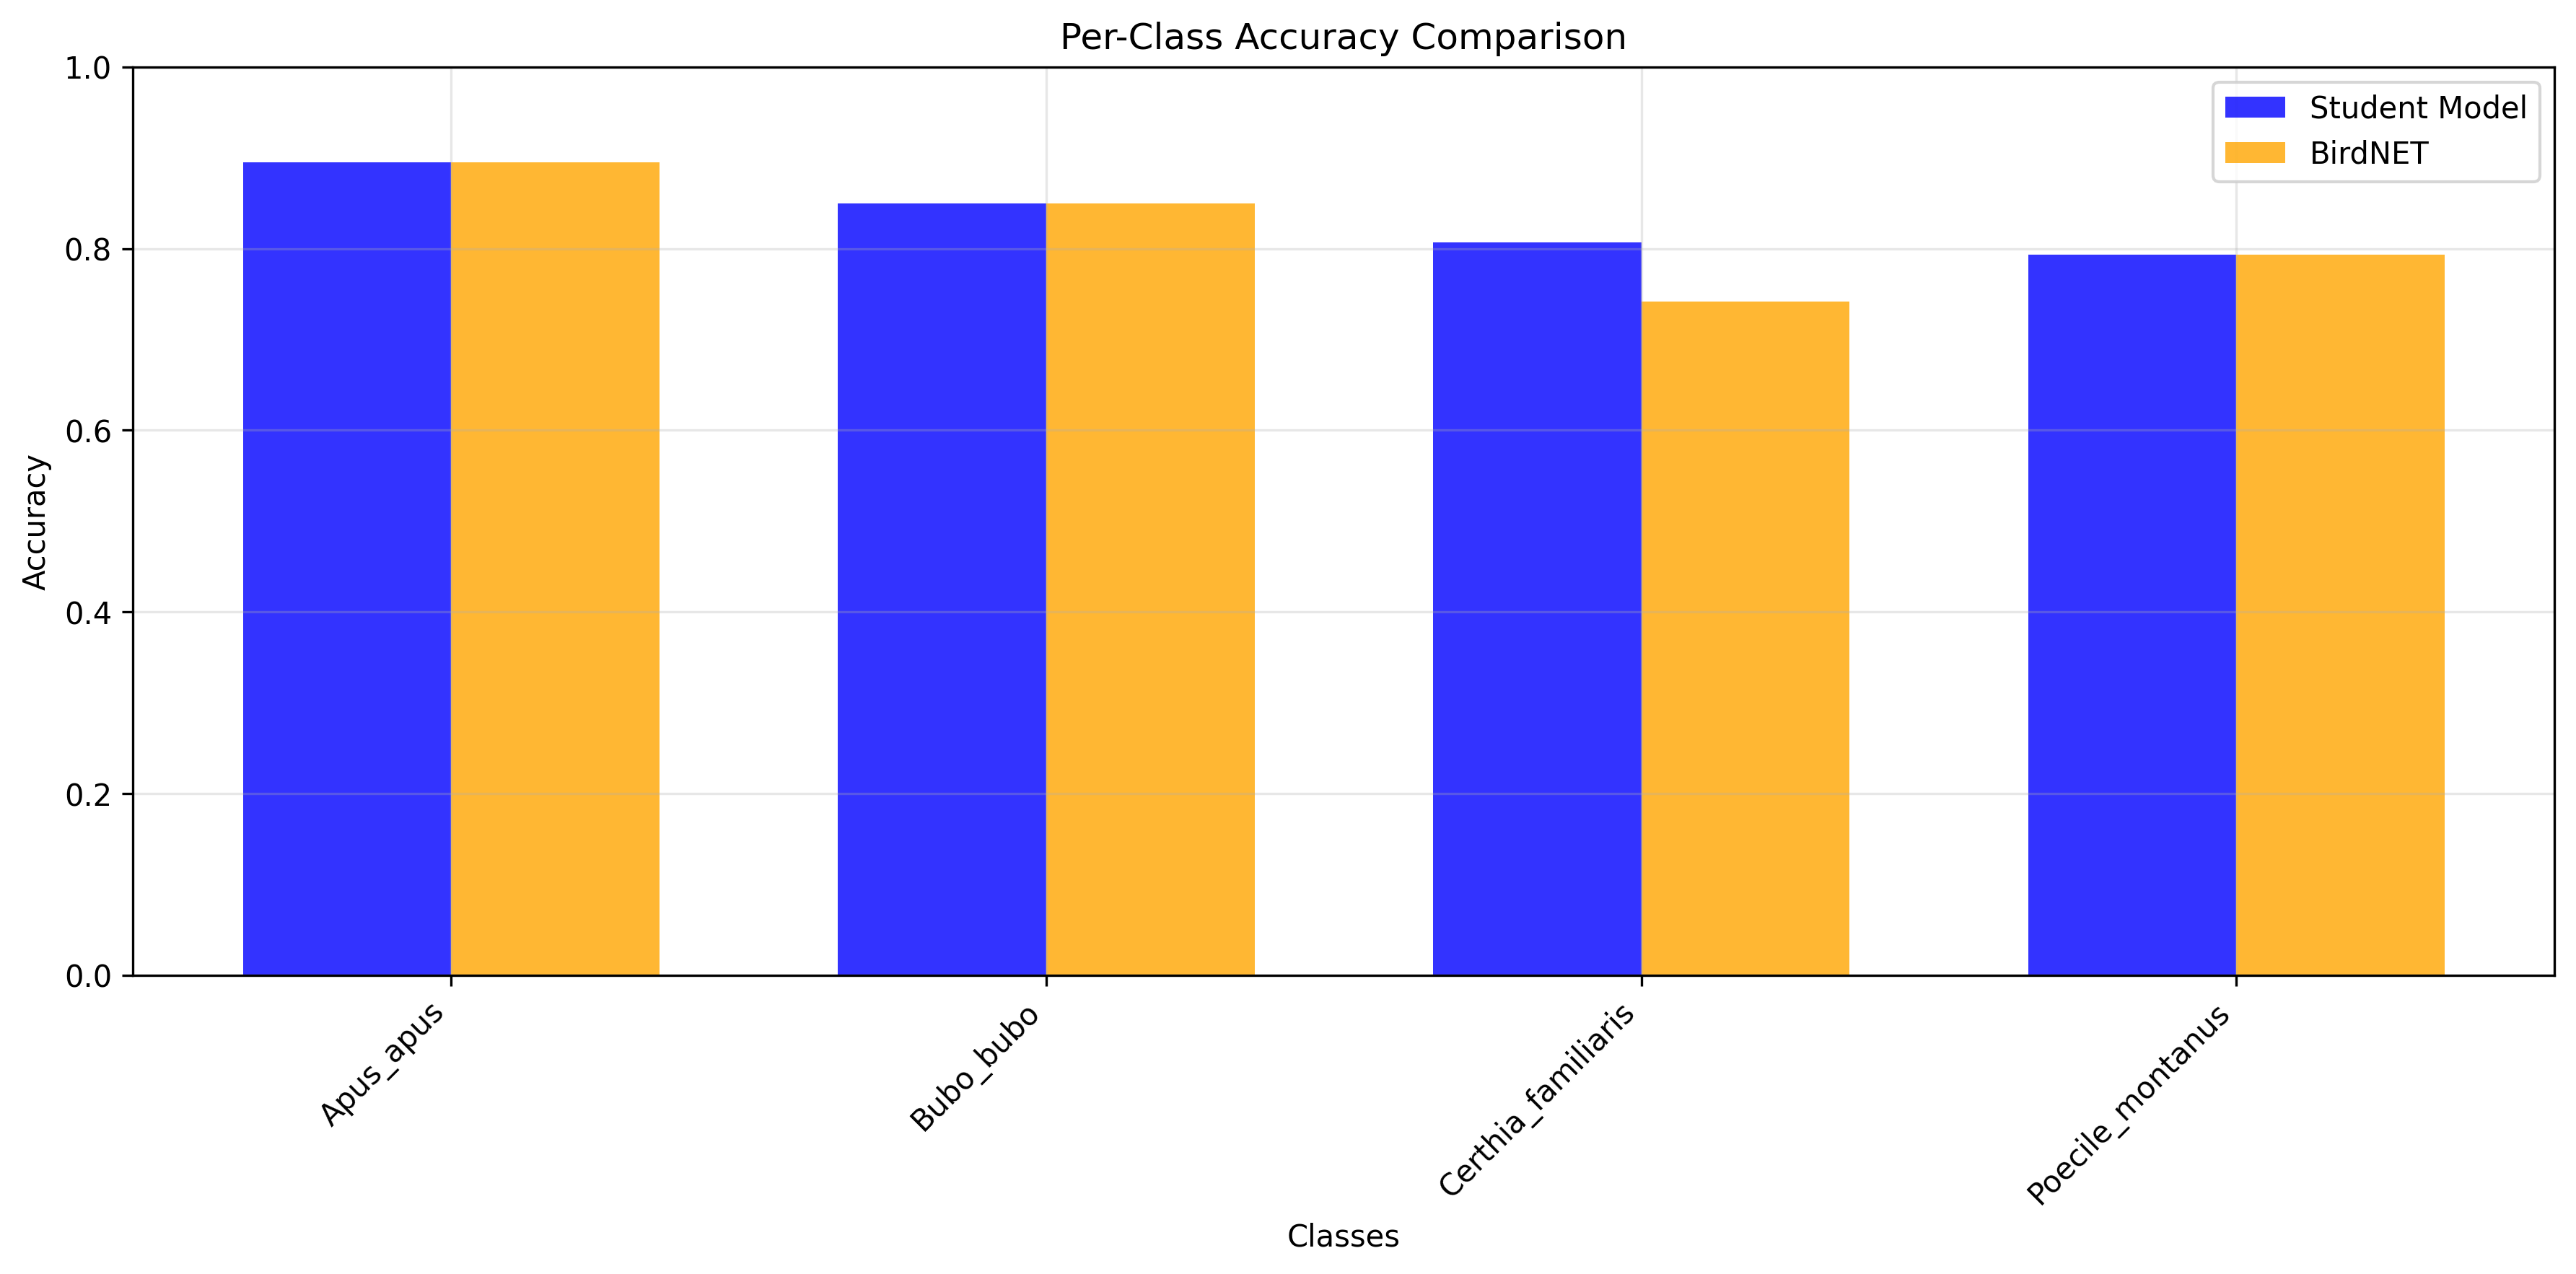 Per-Class Accuracy Comparison
Student Model
BirdNET
Accuracy
1.0
0.8
0.6
0.4
0.2
0.0
Apus_apus
Bubo_bubo
Certhia_familiaris
Poecile_montanus
Classes